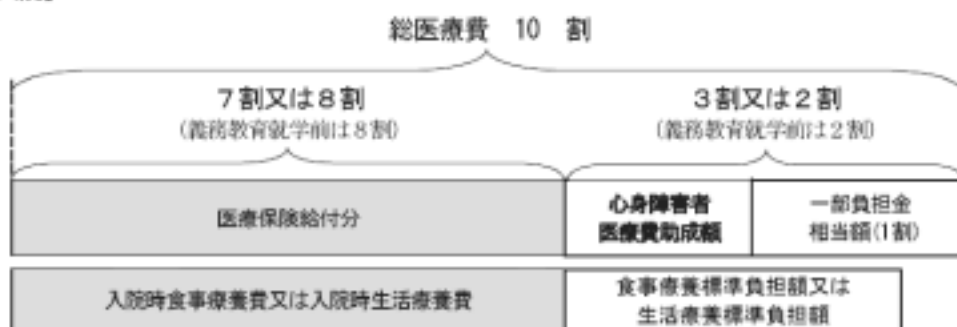 総医療費 10 割
7割又は8割
(義務教育就学前は8割)
3割又は2割
(義務教育就学前は2割)
医療保険給付分
心身障害者
医療費助成額
一部負担金
相当額(1割)
入院時食事療養費又は入院時生活療養費
食事療養標準負担額又は
生活療養標準負担額